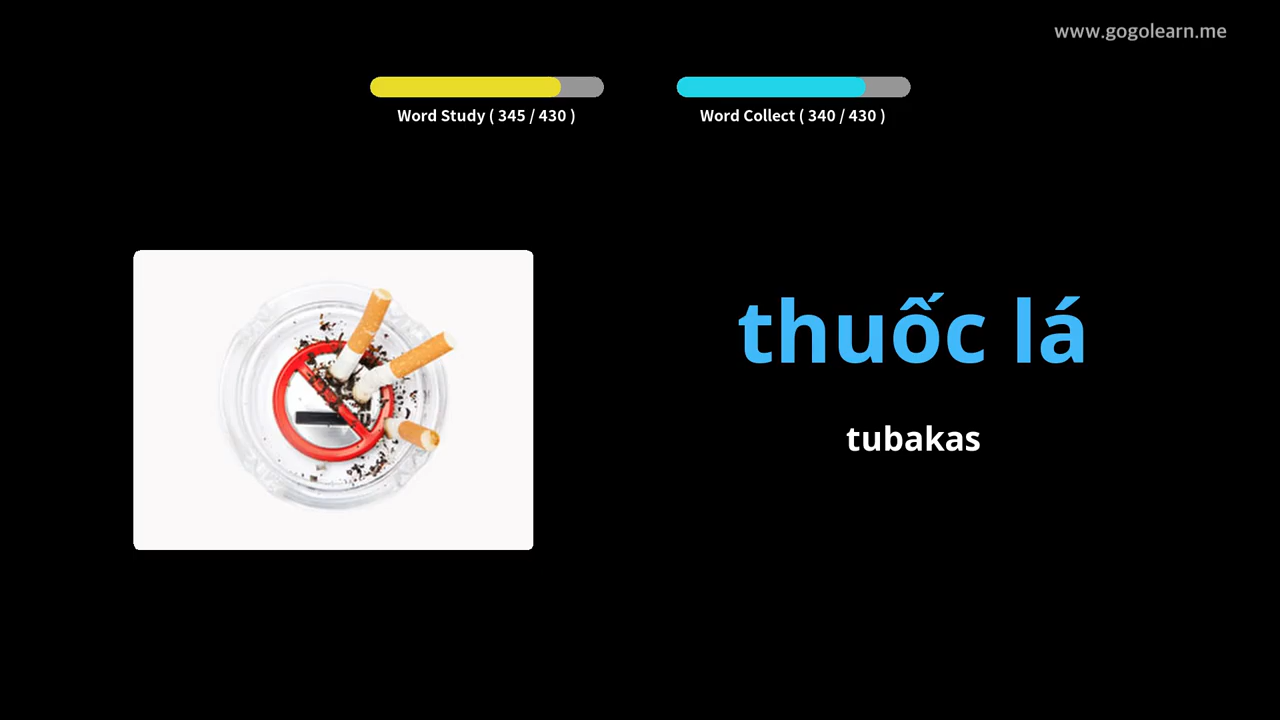 www.gogolearn.me
Word Study ( 345 / 430 )
Word Collect ( 340 / 430 )
thuốc lá
tubakas